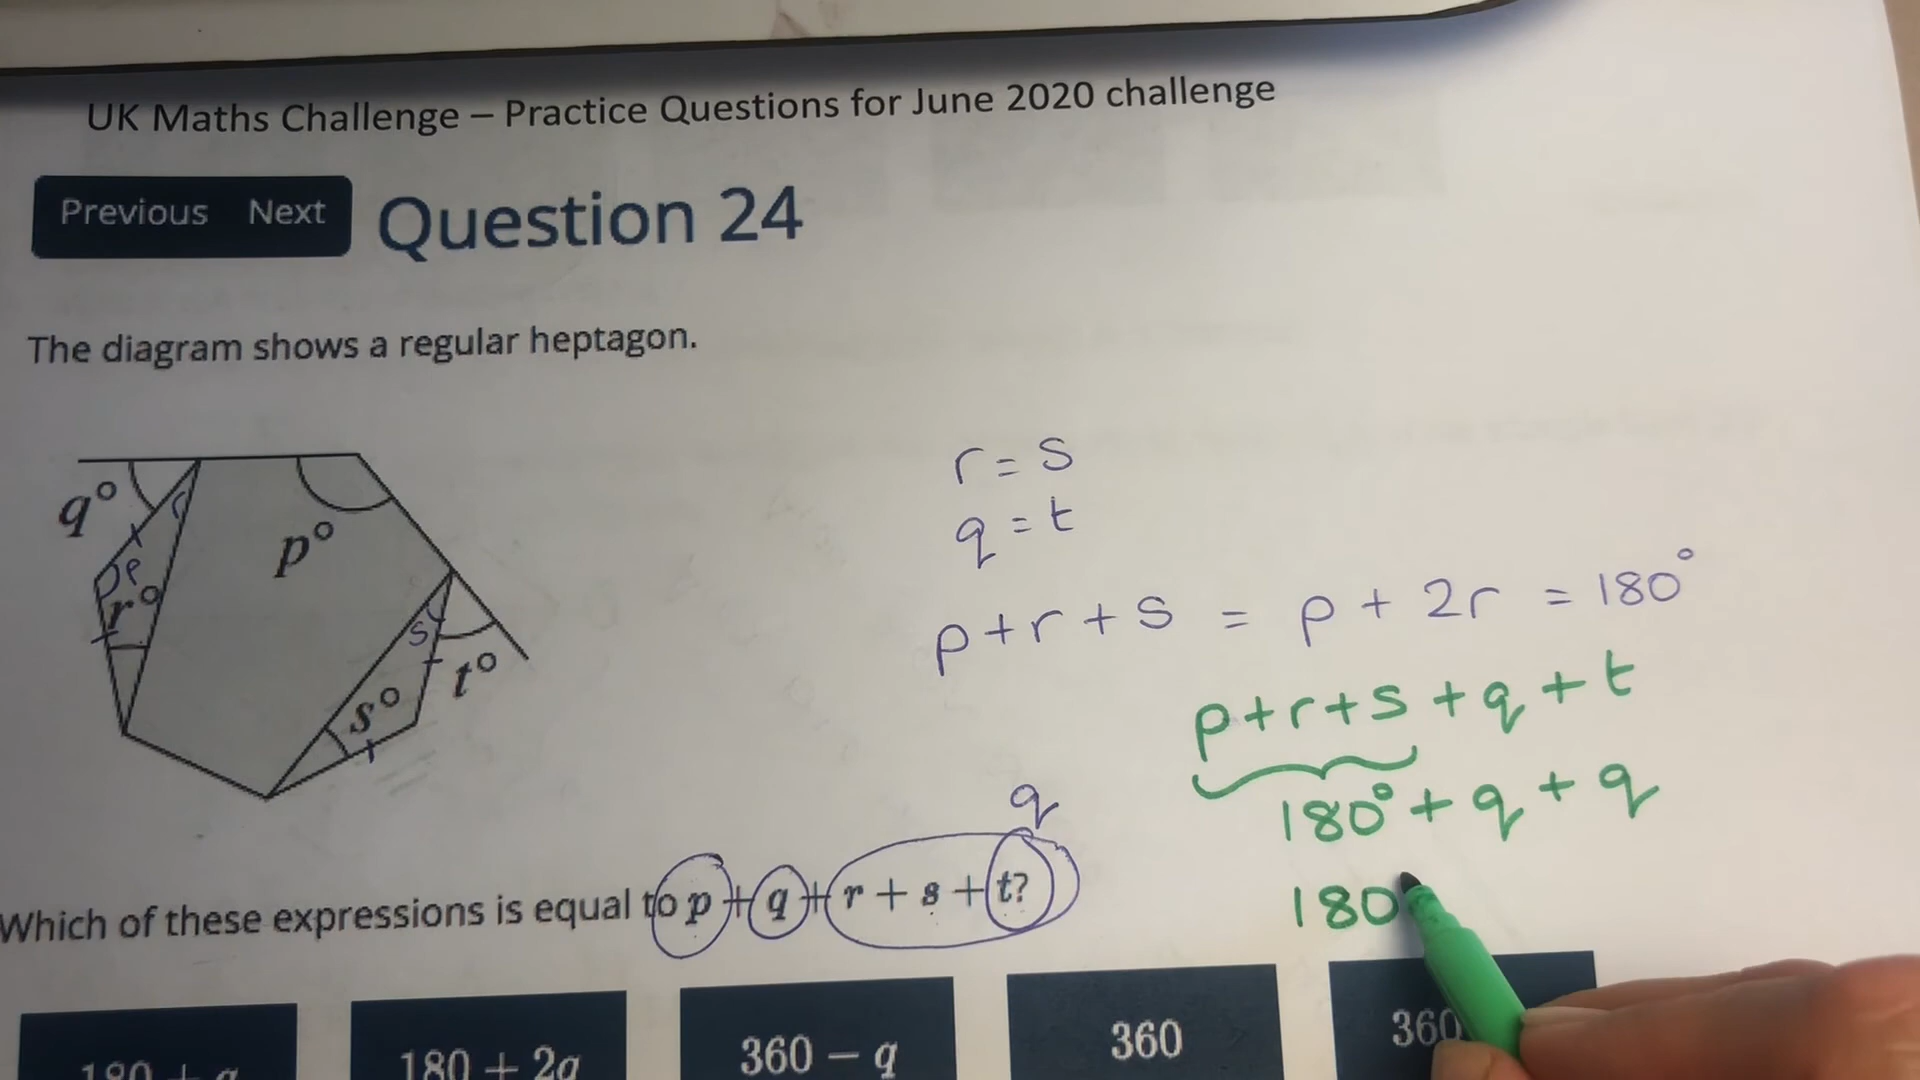 UK Maths Challenge – Practice Questions for June 2020 challenge
Previous Next
Question 24
The diagram shows a regular heptagon.
q°
p°
p
r
r°
s
s°
t°
r = s
q = t
p + r + s = p + 2r = 180°
p + r + s + q + t
180° + q + q
180
q
Which of these expressions is equal to p + q + r + s + t?
180 + q
180 + 2q
360 − q
360
360